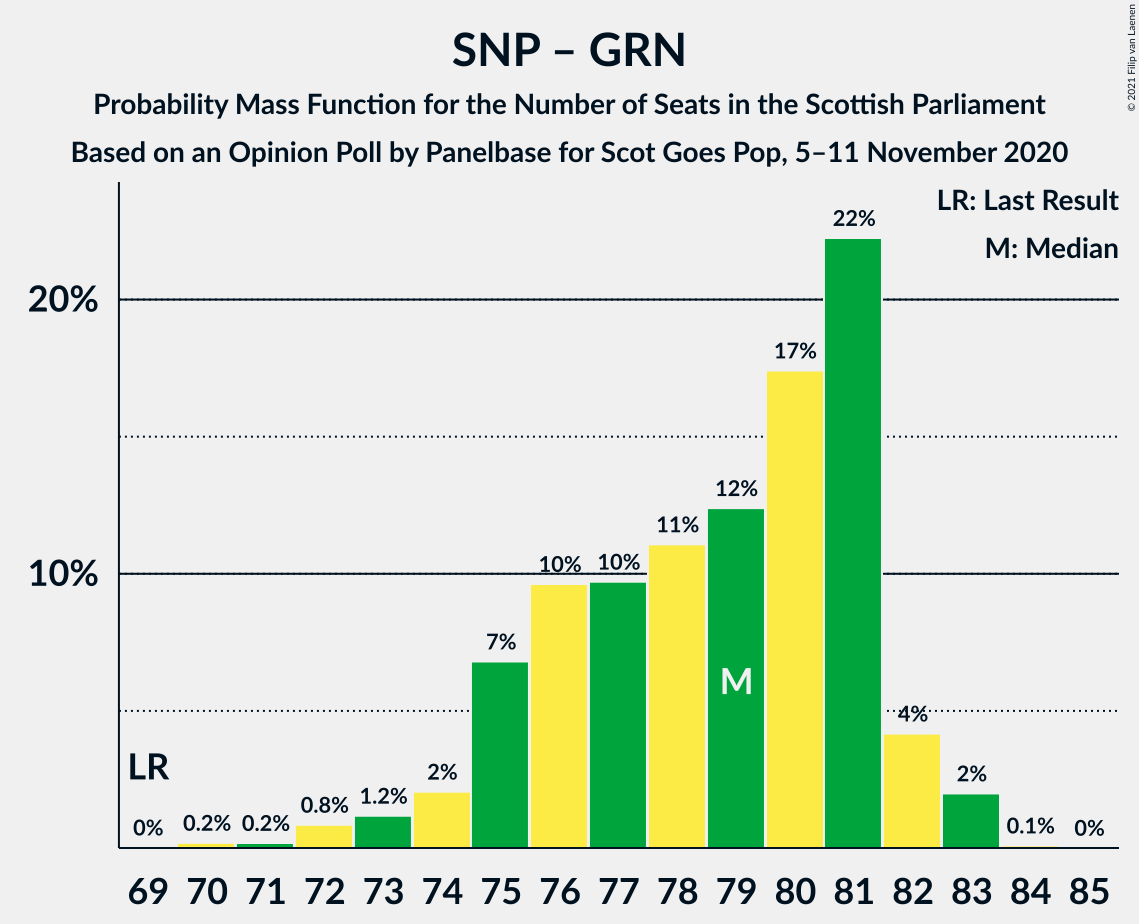 SNP – GRN
Probability Mass Function for the Number of Seats in the Scottish Parliament
Based on an Opinion Poll by Panelbase for Scot Goes Pop, 5–11 November 2020
© 2021 Filip van Laenen
LR: Last Result
M: Median
20%
10%
LR
M
0% 0.2% 0.2% 0.8% 1.2% 2% 7% 10% 10% 11% 12% 17% 22% 4% 2% 0.1% 0%
69 70 71 72 73 74 75 76 77 78 79 80 81 82 83 84 85